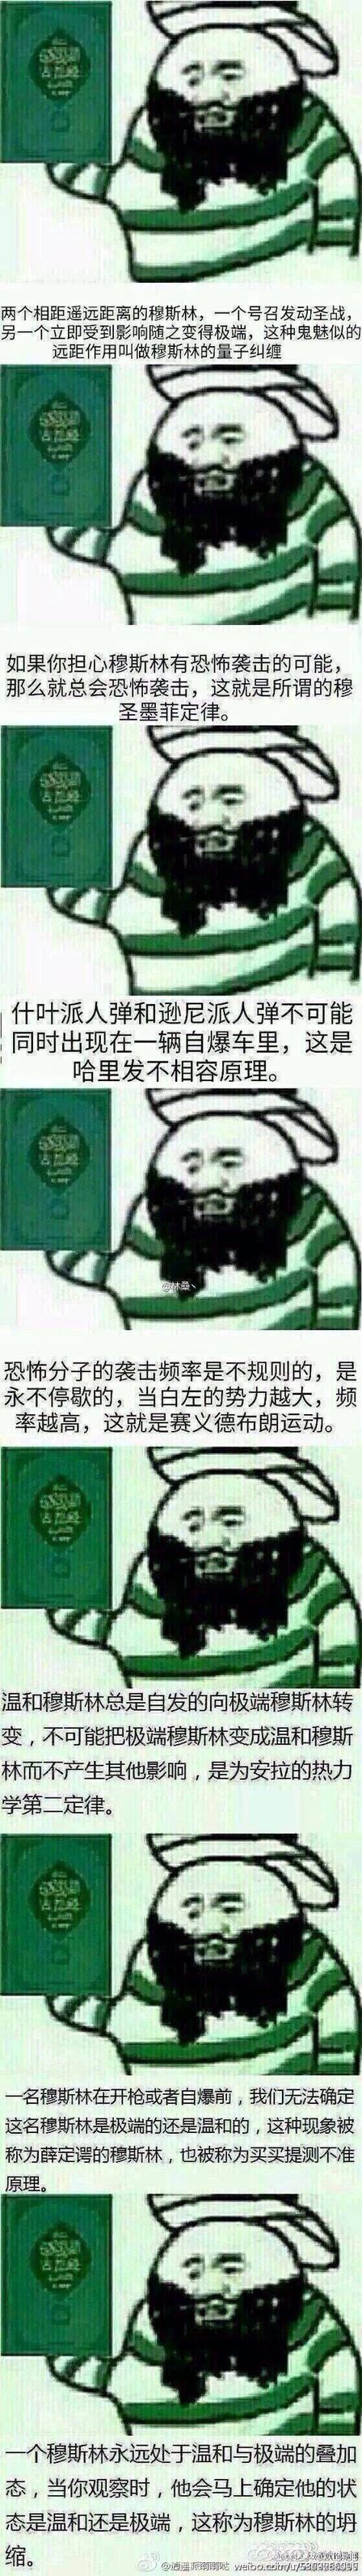 两个相距遥远距离的穆斯林，一个号召发动圣战，
另一个立即受到影响随之变得极端，这种鬼魅似的
远距作用叫做穆斯林的量子纠缠
如果你担心穆斯林有恐怖袭击的可能，
那么就总会恐怖袭击，这就是所谓的穆
圣墨菲定律。
什叶派人弹和逊尼派人弹不可能
同时出现在一辆自爆车里，这是
哈里发不相容原理。
@林桑丶
恐怖分子的袭击频率是不规则的，是
永不停歇的，当白左的势力越大，频
率越高，这就是赛义德布朗运动。
温和穆斯林总是自发的向极端穆斯林转
变，不可能把极端穆斯林变成温和穆斯
林而不产生其他影响，是为安拉的热力
学第二定律。
一名穆斯林在开枪或者自爆前，我们无法确定
这名穆斯林是极端的还是温和的，这种现象被
称为薛定谔的穆斯林，也被称为买买提测不准
原理。
一个穆斯林永远处于温和与极端的叠加
态，当你观察时，他会马上确定他的状
态是温和还是极端，这称为穆斯林的坍
缩。